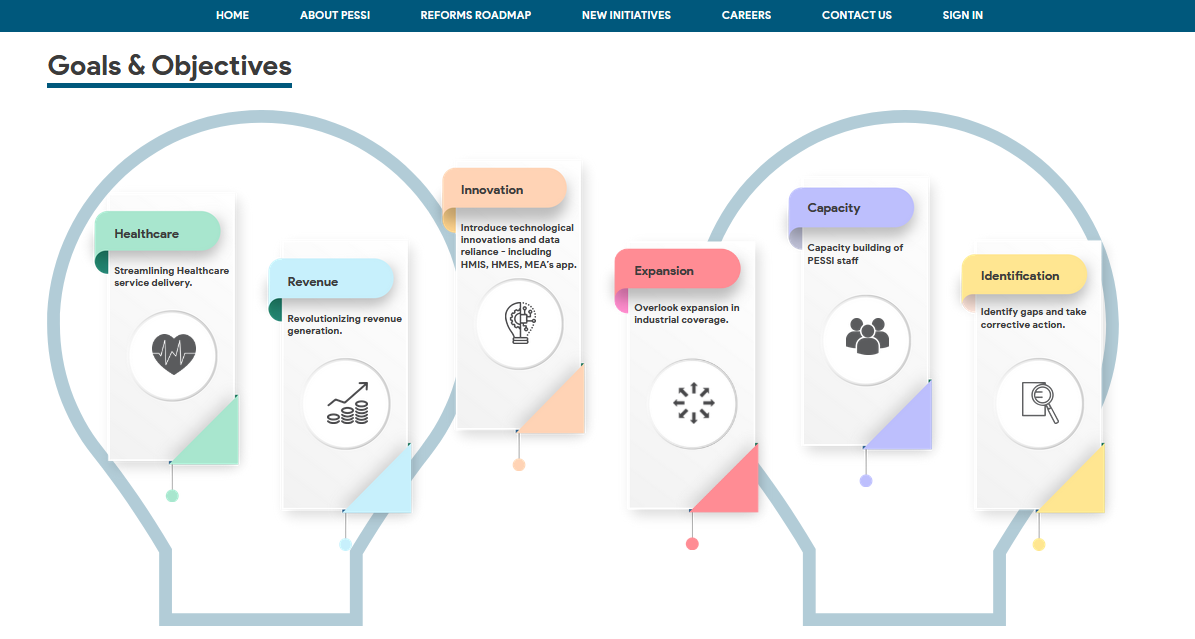 HOME ABOUT PESSI REFORMS ROADMAP NEW INITIATIVES CAREERS CONTACT US SIGN IN
Goals & Objectives
Healthcare
Streamlining Healthcare
service delivery.
Revenue
Revolutionizing revenue
generation.
Innovation
Introduce technological
innovations and data
reliance - including
HMIS, HMES, MEA's app.
Expansion
Overlook expansion in
industrial coverage.
Capacity
Capacity building of
PESSI staff
Identification
Identify gaps and take
corrective action.